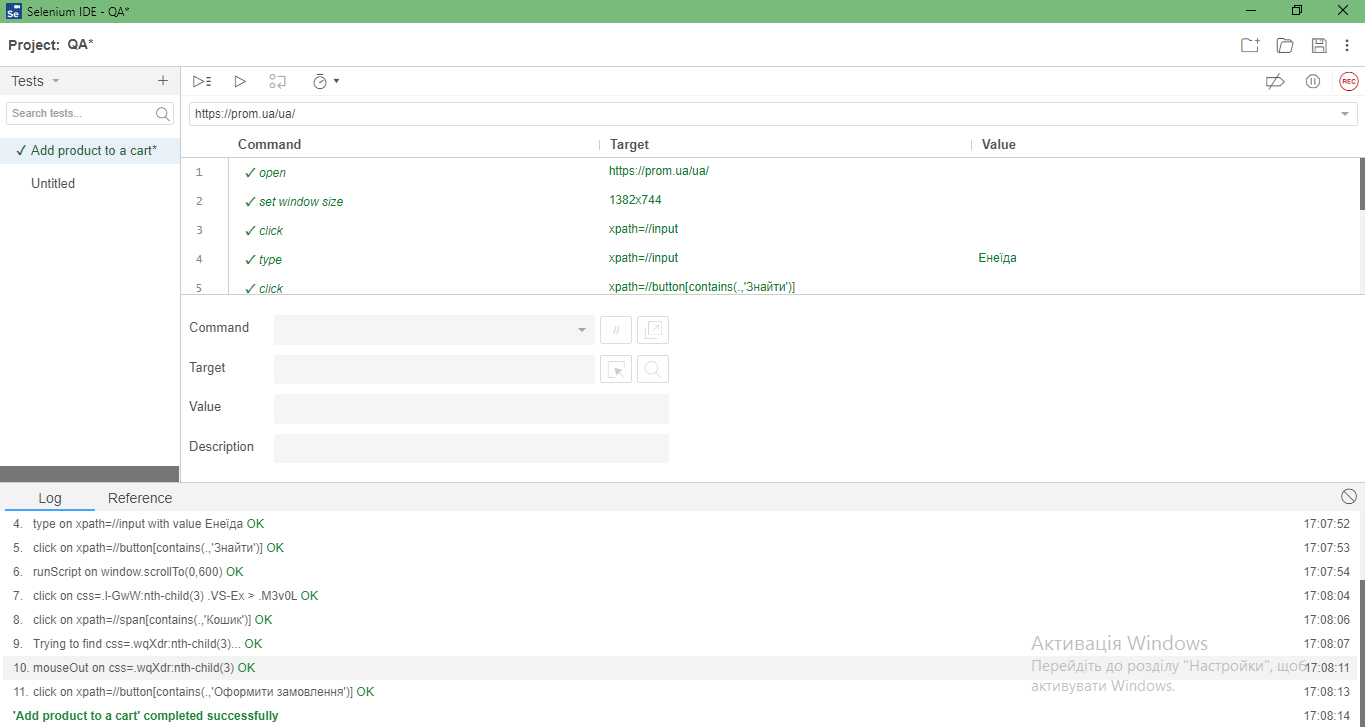 Se Selenium IDE - QA*
Project: QA*
Tests
REC
Search tests...
https://prom.ua/ua/
✓ Add product to a cart*
Untitled
Command Target Value
1 ✓ open https://prom.ua/ua/
2 ✓ set window size 1382x744
3 ✓ click xpath=//input
4 ✓ type xpath=//input Енеїда
5 ✓ click xpath=//button[contains(.,'Знайти')]
Command //
Target
Value
Description
Log Reference
4. type on xpath=//input with value Енеїда OK 17:07:52
5. click on xpath=//button[contains(.,'Знайти')] OK 17:07:53
6. runScript on window.scrollTo(0,600) OK 17:07:54
7. click on css=.l-GwW:nth-child(3) .VS-Ex > .M3v0L OK 17:08:04
8. click on xpath=//span[contains(.,'Кошик')] OK 17:08:06
9. Trying to find css=.wqXdr:nth-child(3)... OK 17:08:07
10. mouseOut on css=.wqXdr:nth-child(3) OK 17:08:11
11. click on xpath=//button[contains(.,'Оформити замовлення')] OK 17:08:13
'Add product to a cart' completed successfully 17:08:14
Активація Windows
Перейдіть до розділу "Настройки", щоб
активувати Windows.